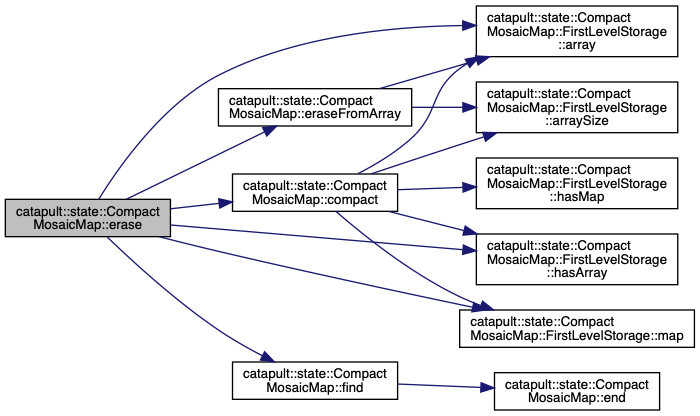 catapult::state::Compact
MosaicMap::erase
catapult::state::Compact
MosaicMap::eraseFromArray
catapult::state::Compact
MosaicMap::compact
catapult::state::Compact
MosaicMap::find
catapult::state::Compact
MosaicMap::FirstLevelStorage
::array
catapult::state::Compact
MosaicMap::FirstLevelStorage
::arraySize
catapult::state::Compact
MosaicMap::FirstLevelStorage
::hasMap
catapult::state::Compact
MosaicMap::FirstLevelStorage
::hasArray
catapult::state::Compact
MosaicMap::FirstLevelStorage::map
catapult::state::Compact
MosaicMap::end